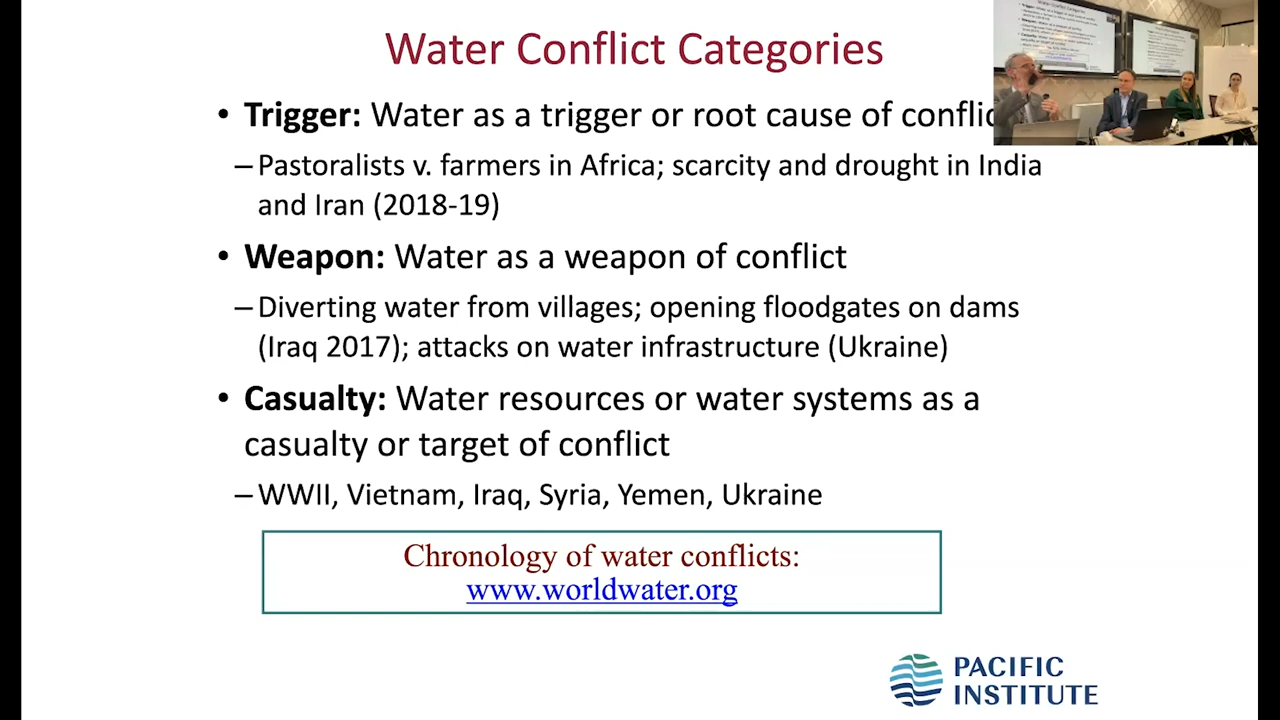 Water Conflict Categories
• Trigger: Water as a trigger or root cause of conflic
– Pastoralists v. farmers in Africa; scarcity and drought in India
and Iran (2018-19)
• Weapon: Water as a weapon of conflict
– Diverting water from villages; opening floodgates on dams
(Iraq 2017); attacks on water infrastructure (Ukraine)
• Casualty: Water resources or water systems as a
casualty or target of conflict
– WWII, Vietnam, Iraq, Syria, Yemen, Ukraine
Chronology of water conflicts:
www.worldwater.org
PACIFIC
INSTITUTE